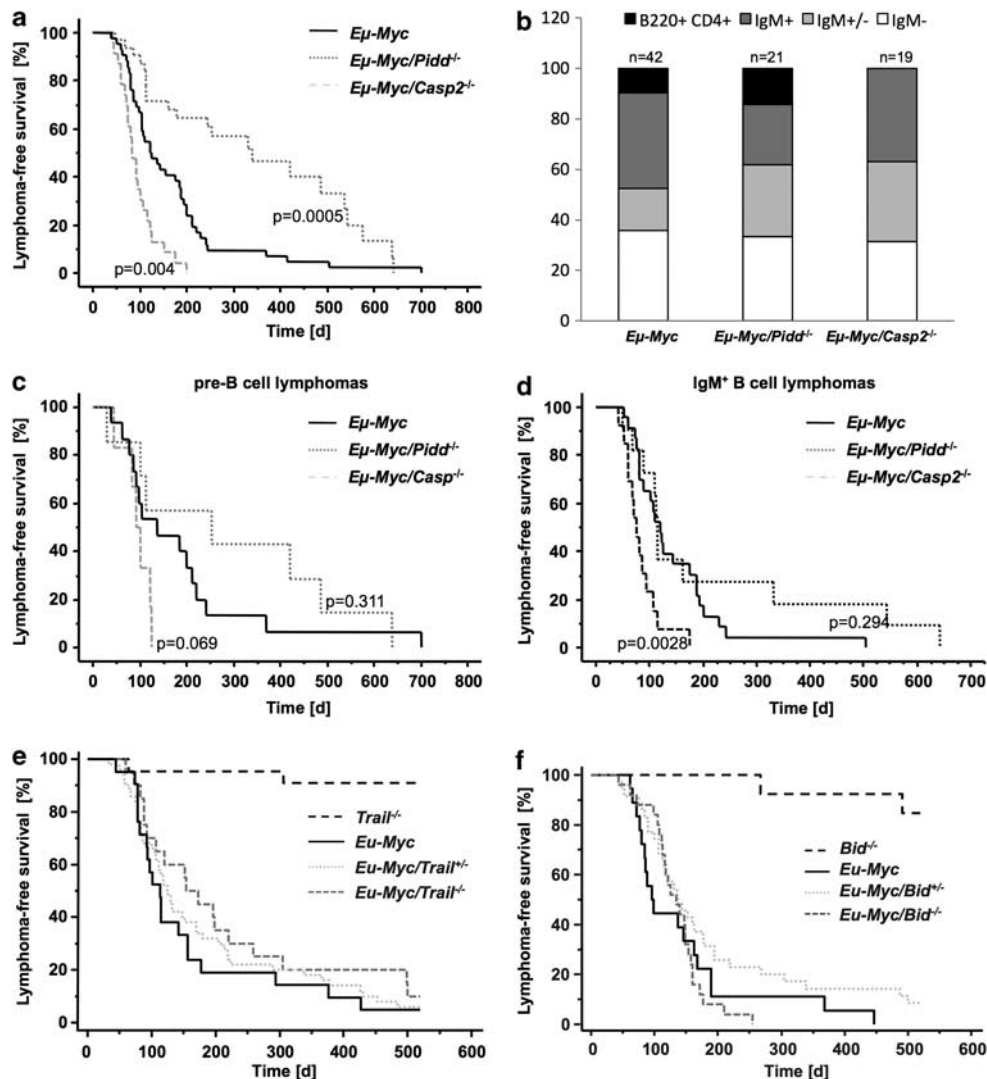 a
Lymphoma-free survival [%]
100
80
60
40
20
0
Eμ-Myc
Eμ-Myc/Pidd-/-
Eμ-Myc/Casp2-/-
p=0.0005
p=0.004
0 100 200 300 400 500 600 700 800
Time [d]
b
B220+ CD4+ IgM+ IgM+/- IgM-
120
100
80
60
40
20
0
n=42 n=21 n=19
Eμ-Myc Eμ-Myc/Pidd-/- Eμ-Myc/Casp2-/-
c
pre-B cell lymphomas
Lymphoma-free survival [%]
100
80
60
40
20
0
Eμ-Myc
Eμ-Myc/Pidd-/-
Eμ-Myc/Casp-/-
p=0.311
p=0.069
0 100 200 300 400 500 600 700 800
Time [d]
d
IgM+ B cell lymphomas
Lymphoma-free survival [%]
100
80
60
40
20
0
Eμ-Myc
Eμ-Myc/Pidd-/-
Eμ-Myc/Casp2-/-
p=0.294
p=0.0028
0 100 200 300 400 500 600 700
Time [d]
e
Lymphoma-free survival [%]
100
80
60
40
20
0
Trail-/-
Eu-Myc
Eu-Myc/Trail+/-
Eu-Myc/Trail-/-
0 100 200 300 400 500 600
Time [d]
f
Lymphoma-free survival [%]
100
80
60
40
20
0
Bid-/-
Eu-Myc
Eu-Myc/Bid+/-
Eu-Myc/Bid-/-
0 100 200 300 400 500 600
Time [d]